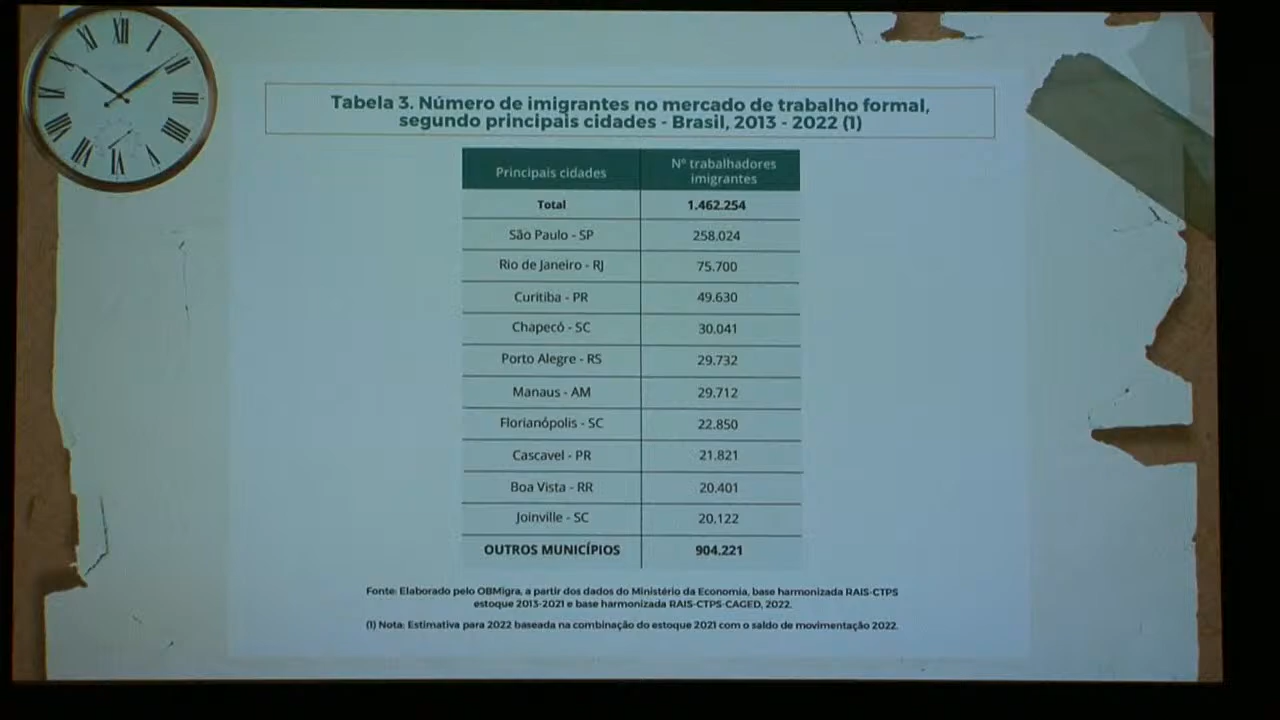 Tabela 3. Número de imigrantes no mercado de trabalho formal,
segundo principais cidades - Brasil, 2013 - 2022 (1)
Principais cidades Nº trabalhadores imigrantes
Total 1.462.254
São Paulo - SP 258.024
Rio de Janeiro - RJ 75.700
Curitiba - PR 49.630
Chapecó - SC 30.041
Porto Alegre - RS 29.732
Manaus - AM 29.712
Florianópolis - SC 22.850
Cascavel - PR 21.821
Boa Vista - RR 20.401
Joinville - SC 20.122
OUTROS MUNICÍPIOS 904.221
Fonte: Elaborado pelo OBMigra, a partir dos dados do Ministério da Economia, base harmonizada RAIS-CTPS
estoque 2013-2021 e base harmonizada RAIS-CTPS-CAGED, 2022.
(1) Nota: Estimativa para 2022 baseada na combinação do estoque 2021 com o saldo de movimentação 2022.